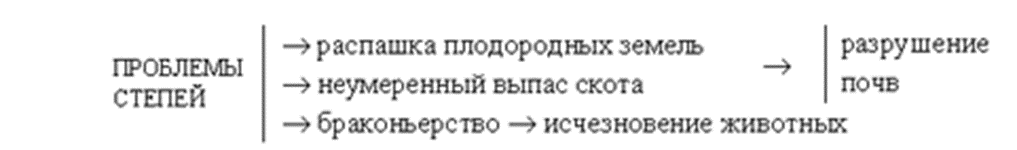 ПРОБЛЕМЫ
СТЕПЕЙ
→ распашка плодородных земель
→ неумеренный выпас скота
→ разрушение
почв
→ браконьерство → исчезновение животных